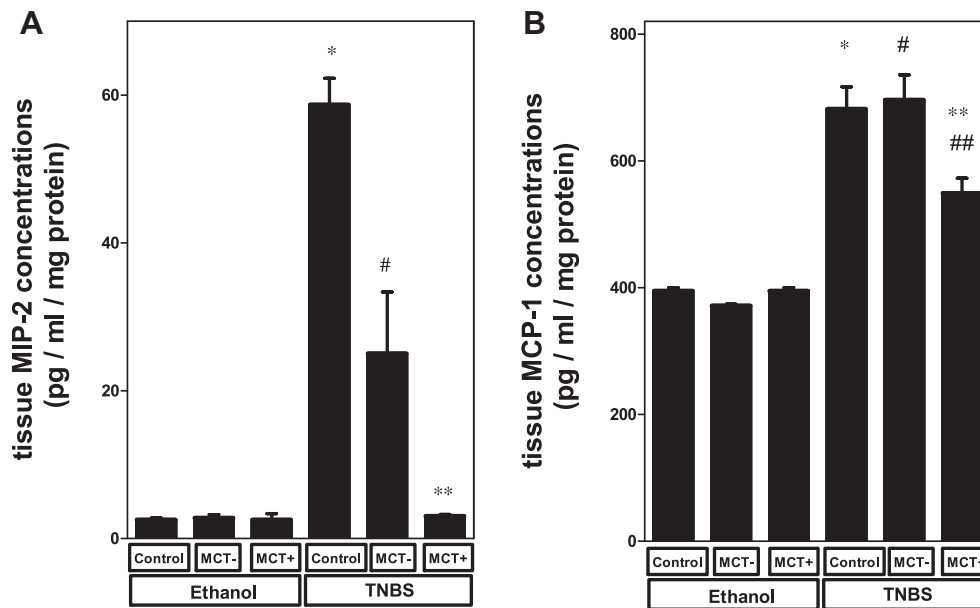 A
tissue MIP-2 concentrations
(pg / ml / mg protein)
60
40
20
0
*
#
**
Control MCT- MCT+ Control MCT- MCT+
Ethanol TNBS
B
tissue MCP-1 concentrations
(pg / ml / mg protein)
800
600
400
200
0
*
#
**
##
Control MCT- MCT+ Control MCT-
Ethanol TNBS